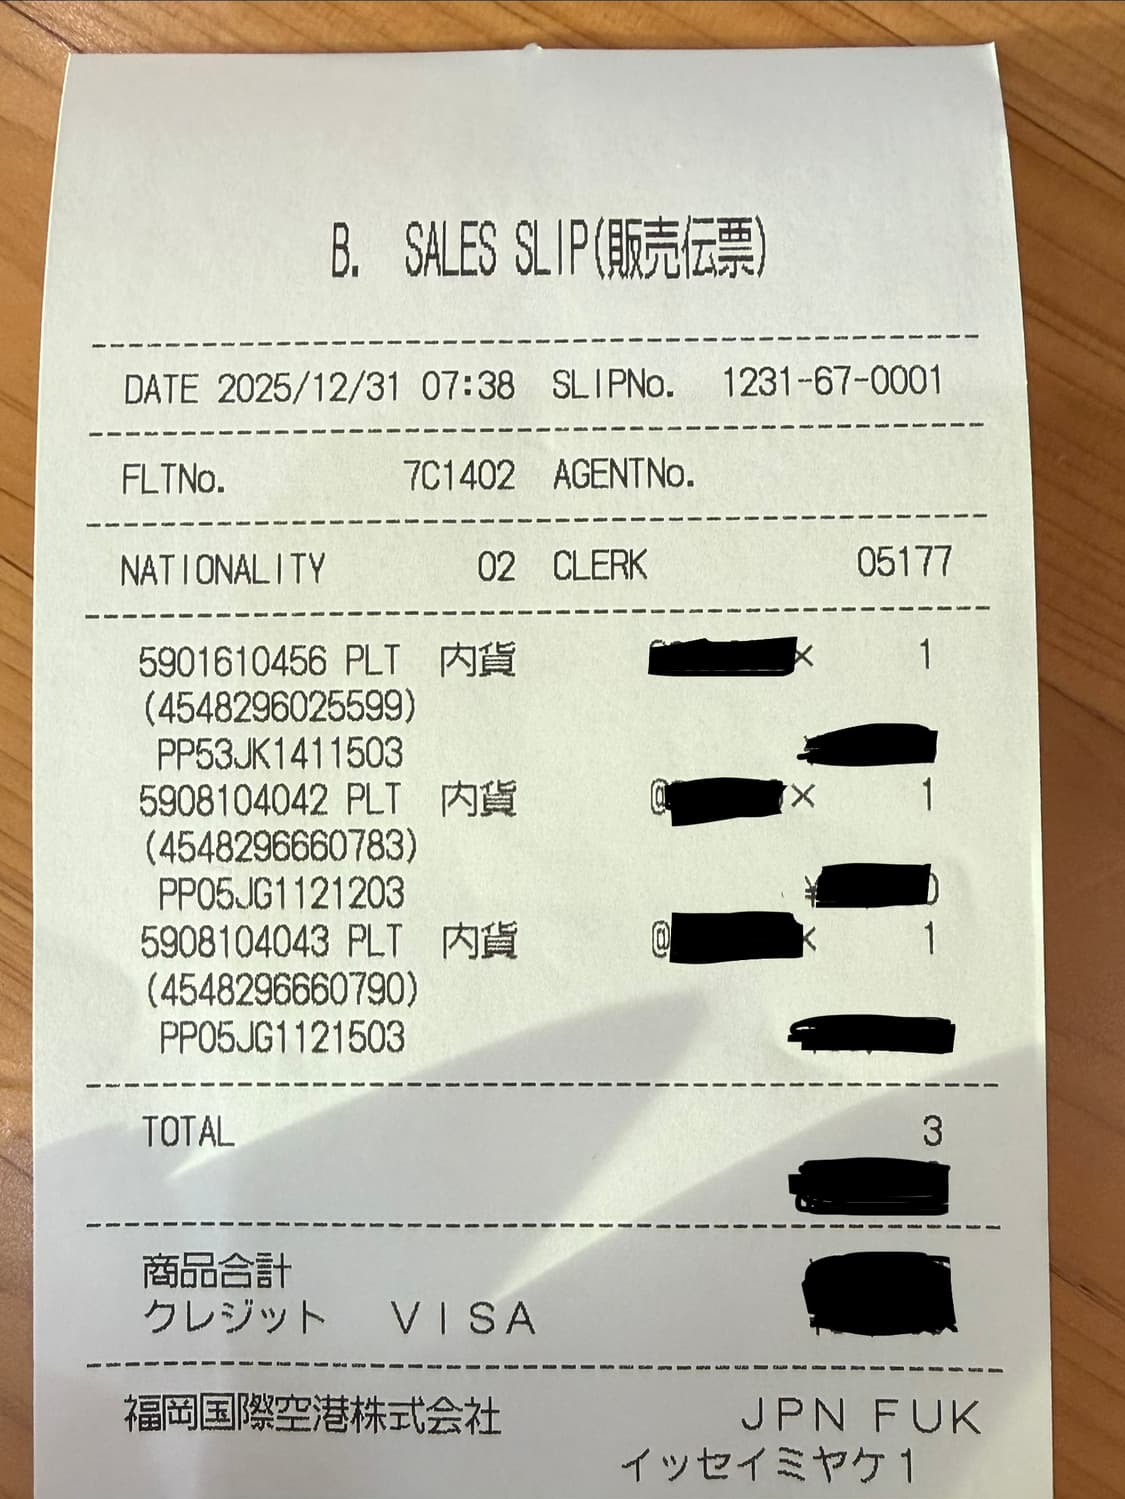 B. SALES SLIP(販売伝票)
DATE 2025/12/31 07:38 SLIPNo. 1231-67-0001
FLTNo. 7C1402 AGENTNo.
NATIONALITY 02 CLERK 05177
5901610456 PLT 内貨 × 1
(4548296025599)
PP53JK1411503
5908104042 PLT 内貨 @ × 1
(4548296660783)
PP05JG1121203 ¥
5908104043 PLT 内貨 @ × 1
(4548296660790)
PP05JG1121503
TOTAL 3
商品合計
クレジット VISA
福岡国際空港株式会社 JPN FUK
イッセイミヤケ1